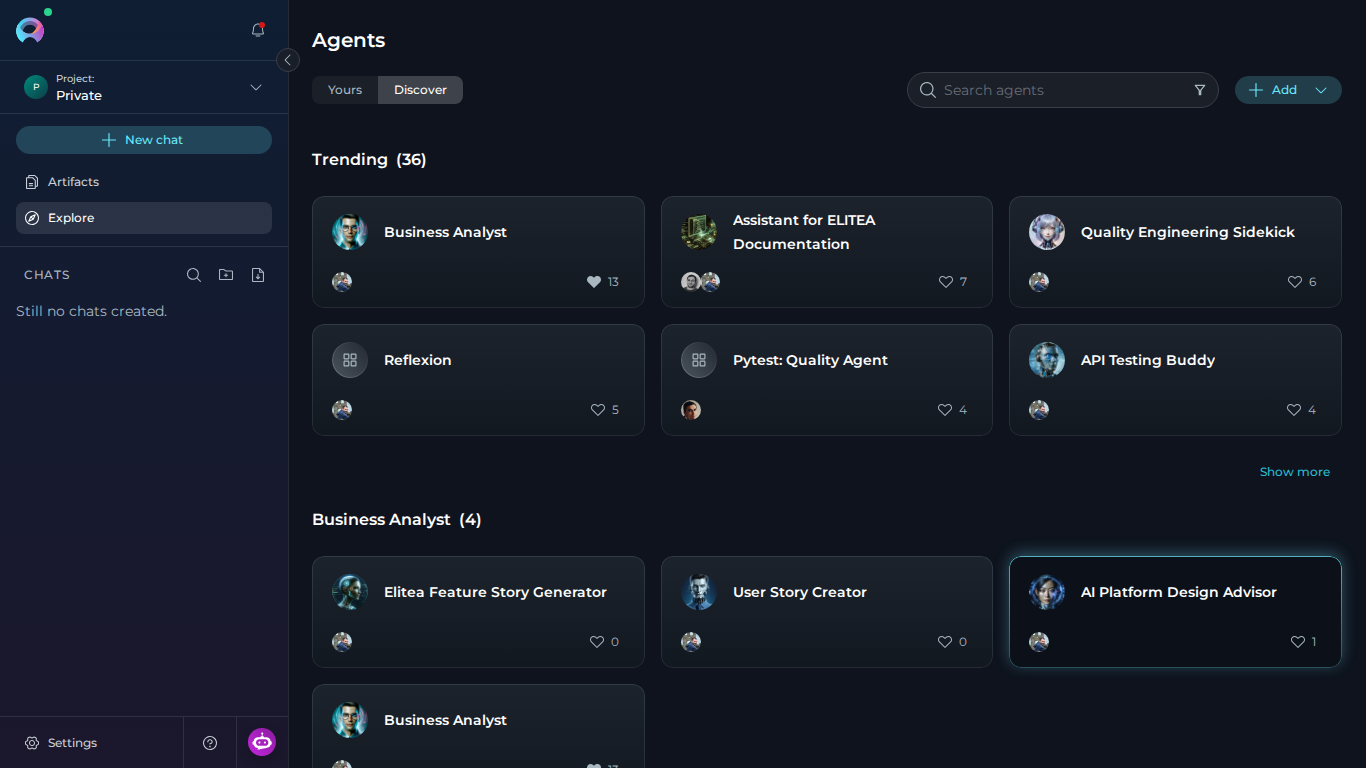 Agents
Project:
P
Private
Yours
Discover
Search agents
Add
New chat
Artifacts
Explore
CHATS
Still no chats created.
Trending (36)
Business Analyst
13
Assistant for ELITEA
Documentation
7
Quality Engineering Sidekick
6
Reflexion
5
Pytest: Quality Agent
4
API Testing Buddy
4
Show more
Business Analyst (4)
Elitea Feature Story Generator
0
User Story Creator
0
AI Platform Design Advisor
1
Business Analyst
13
Settings